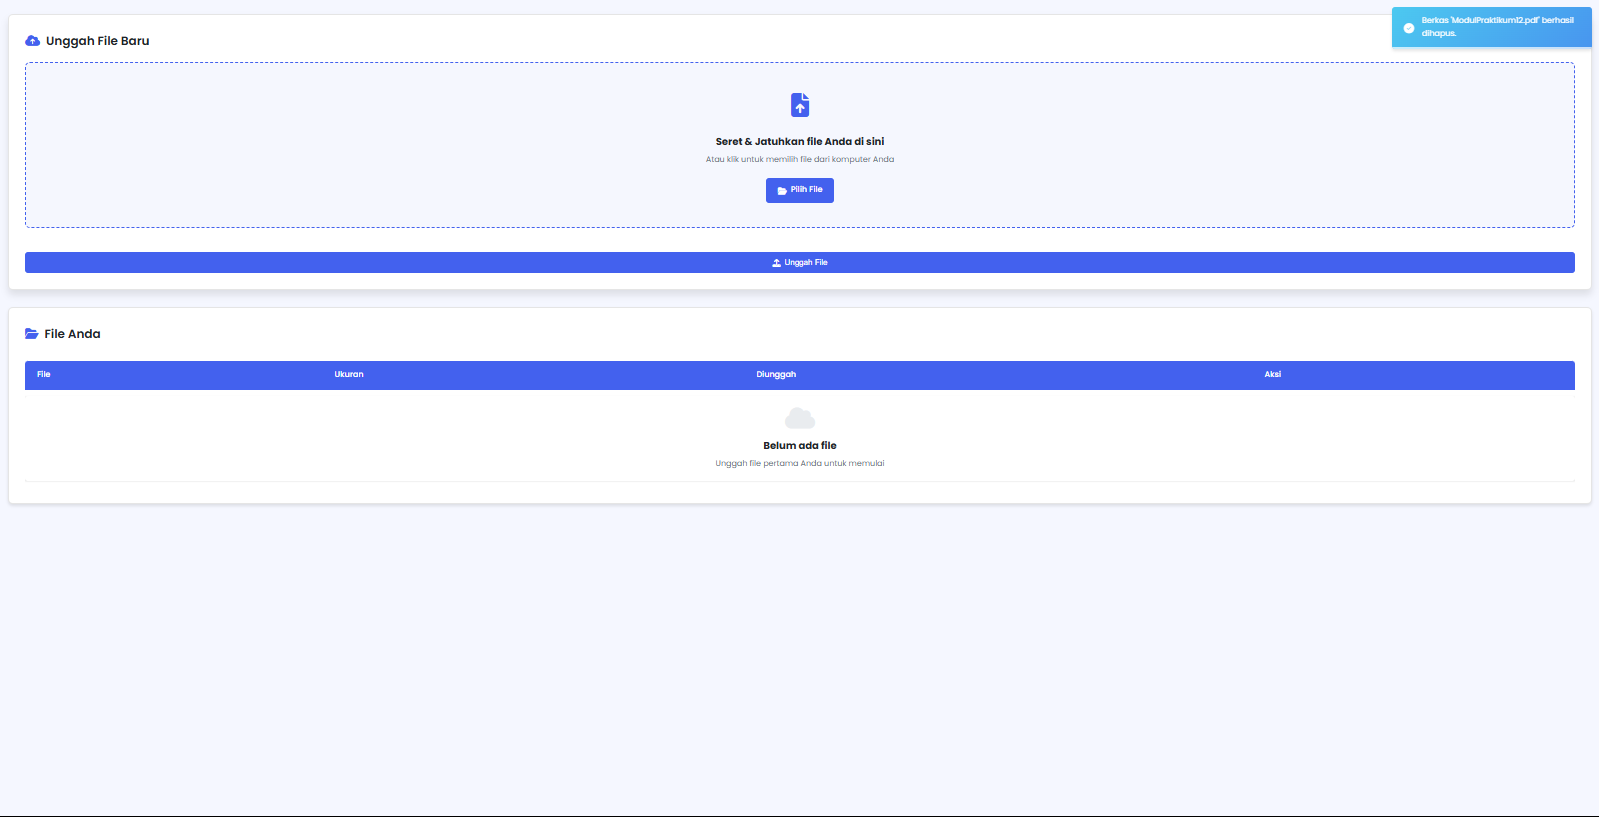 Berkas 'ModulPraktikum12.pdf' berhasil
dihapus.
Unggah File Baru
Seret & Jatuhkan file Anda di sini
Atau klik untuk memilih file dari komputer Anda
Pilih File
Unggah File
File Anda
File Ukuran Diunggah Aksi
Belum ada file
Unggah file pertama Anda untuk memulai